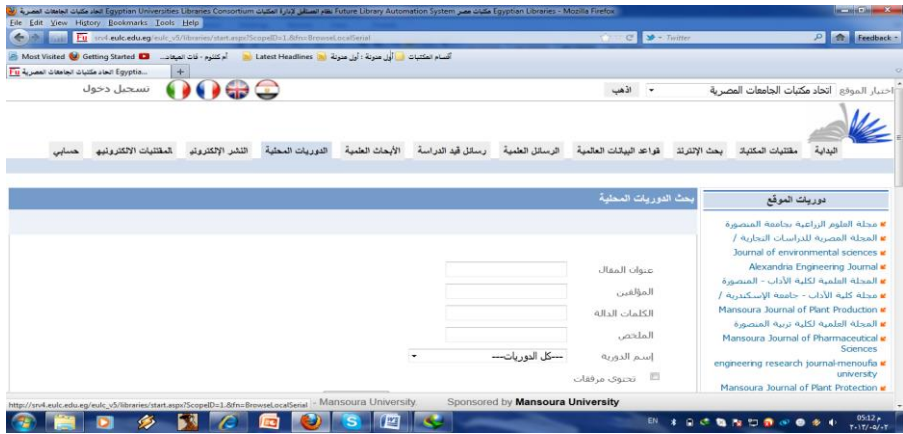 اتحاد مكتبات الجامعات المصرية Egyptian Universities Libraries Consortium نظام المستقبل لإدارة المكتبات Future Library Automation System مكتبات مصر Egyptian Libraries - Mozilla Firefox
File Edit View History Bookmarks Tools Help
srv4.eulc.edu.eg/eulc_v5/libraries/start.aspx?ScopeID=1.&fn=BrowseLocalSerial
Twitter
Feedback
Most Visited Getting Started أم كلثوم - فات الميعاد... Latest Headlines أول مدونة : أول مدونة أقسام المكتبات
Egyptia... اتحاد مكتبات الجامعات المصرية
اختيار الموقع اتحاد مكتبات الجامعات المصرية اذهب
تسجيل دخول
البداية مقتنيات المكتبات بحث الإنترنت قواعد البيانات العالمية الرسائل العلمية رسائل قيد الدراسة الأبحاث العلمية الدوريات المحلية النشر الإلكتروني المقتنيات الالكترونيه حسابي
دوريات الموقع
مجلة العلوم الزراعية بجامعة المنصورة
المجلة المصرية للدراسات التجارية /
Journal of environmental sciences
Alexandria Engineering Journal
المجلة العلمية لكلية الآداب - المنصورة
مجلة كلية الآداب - جامعة الإسكندرية /
Mansoura Journal of Plant Production
المجلة العلمية لكلية تربية المنصورة
Mansoura Journal of Pharmaceutical
Sciences
engineering research journal-menoufia
university
Mansoura Journal of Plant Protection
بحث الدوريات المحلية
عنوان المقال
المؤلفين
الكلمات الدالة
الملخص
إسم الدورية ----كل الدوريات----
تحتوى مرفقات
http://srv4.eulc.edu.eg/eulc_v5/libraries/start.aspx?ScopeID=1.&fn=BrowseLocalSerial
- Mansoura University. Sponsored by Mansoura University
EN
05:12 م
٢٠١٢/٠٥/٠٢